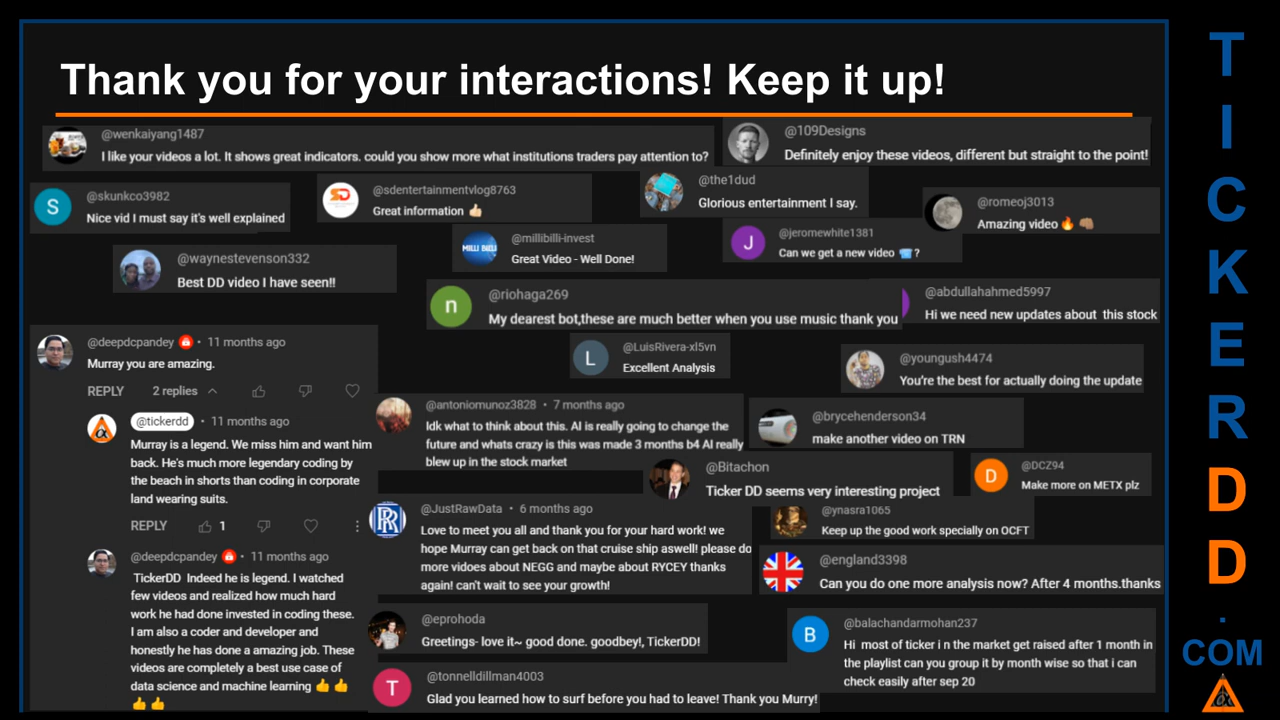 Thank you for your interactions! Keep it up!
@wenkaiyang1487
I like your videos a lot. It shows great indicators. could you show more what institutions traders pay attention to?
@109Designs
Definitely enjoy these videos, different but straight to the point!
S
@skunkco3982
Nice vid I must say it's well explained
SD
@sdentertainmentvlog8763
Great information 👍🏻
@the1dud
Glorious entertainment I say.
@romeoj3013
Amazing video 🔥 👊🏽
@waynestevenson332
Best DD video I have seen!!
MILLI BILLI
@millibilli-invest
Great Video - Well Done!
J
@jeromewhite1381
Can we get a new video ?
n
@riohaga269
My dearest bot,these are much better when you use music thank you
@abdullahahmed5997
Hi we need new updates about this stock
L
@LuisRivera-xl5vn
Excellent Analysis
@youngush4474
You're the best for actually doing the update
@deepdcpandey • 11 months ago
Murray you are amazing.
REPLY 2 replies
@tickerdd • 11 months ago
Murray is a legend. We miss him and want him
back. He's much more legendary coding by
the beach in shorts than coding in corporate
land wearing suits.
REPLY 1
@deepdcpandey • 11 months ago
TickerDD Indeed he is legend. I watched
few videos and realized how much hard
work he had done invested in coding these.
I am also a coder and developer and
honestly he has done a amazing job. These
videos are completely a best use case of
data science and machine learning 👍 👍
👍 👍
@antoniomunoz3828 • 7 months ago
Idk what to think about this. AI is really going to change the
future and whats crazy is this was made 3 months b4 AI really
blew up in the stock market
@brycehenderson34
make another video on TRN
@Bitachon
Ticker DD seems very interesting project
D
@DCZ94
Make more on METX plz
RR
@JustRawData • 6 months ago
Love to meet you all and thank you for your hard work! we
hope Murray can get back on that cruise ship aswell! please do
more vidoes about NEGG and maybe about RYCEY thanks
again! can't wait to see your growth!
@ynasra1065
Keep up the good work specially on OCFT
@england3398
Can you do one more analysis now? After 4 months.thanks
@eprohoda
Greetings- love it~ good done. goodbey!, TickerDD!
B
@balachandarmohan237
Hi most of ticker i n the market get raised after 1 month in
the playlist can you group it by month wise so that i can
check easily after sep 20
T
@tonnelldillman4003
Glad you learned how to surf before you had to leave! Thank you Murry!
T
I
C
K
E
R
D
D
.
COM